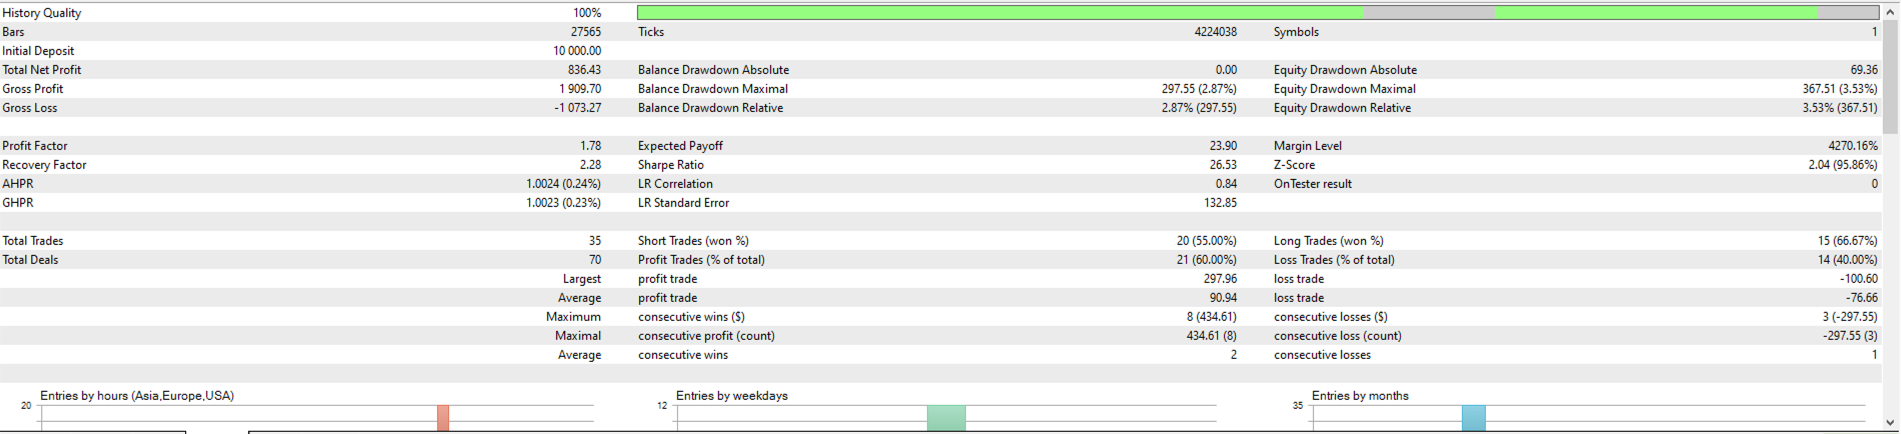 History Quality 100%
Bars 27565 Ticks 4224038 Symbols 1
Initial Deposit 10 000.00
Total Net Profit 836.43 Balance Drawdown Absolute 0.00 Equity Drawdown Absolute 69.36
Gross Profit 1 909.70 Balance Drawdown Maximal 297.55 (2.87%) Equity Drawdown Maximal 367.51 (3.53%)
Gross Loss -1 073.27 Balance Drawdown Relative 2.87% (297.55) Equity Drawdown Relative 3.53% (367.51)
Profit Factor 1.78 Expected Payoff 23.90 Margin Level 4270.16%
Recovery Factor 2.28 Sharpe Ratio 26.53 Z-Score 2.04 (95.86%)
AHPR 1.0024 (0.24%) LR Correlation 0.84 OnTester result 0
GHPR 1.0023 (0.23%) LR Standard Error 132.85
Total Trades 35 Short Trades (won %) 20 (55.00%) Long Trades (won %) 15 (66.67%)
Total Deals 70 Profit Trades (% of total) 21 (60.00%) Loss Trades (% of total) 14 (40.00%)
Largest profit trade 297.96 loss trade -100.60
Average profit trade 90.94 loss trade -76.66
Maximum consecutive wins ($) 8 (434.61) consecutive losses ($) 3 (-297.55)
Maximal consecutive profit (count) 434.61 (8) consecutive loss (count) -297.55 (3)
Average consecutive wins 2 consecutive losses 1
Entries by hours (Asia,Europe,USA) Entries by weekdays Entries by months
20 12 35